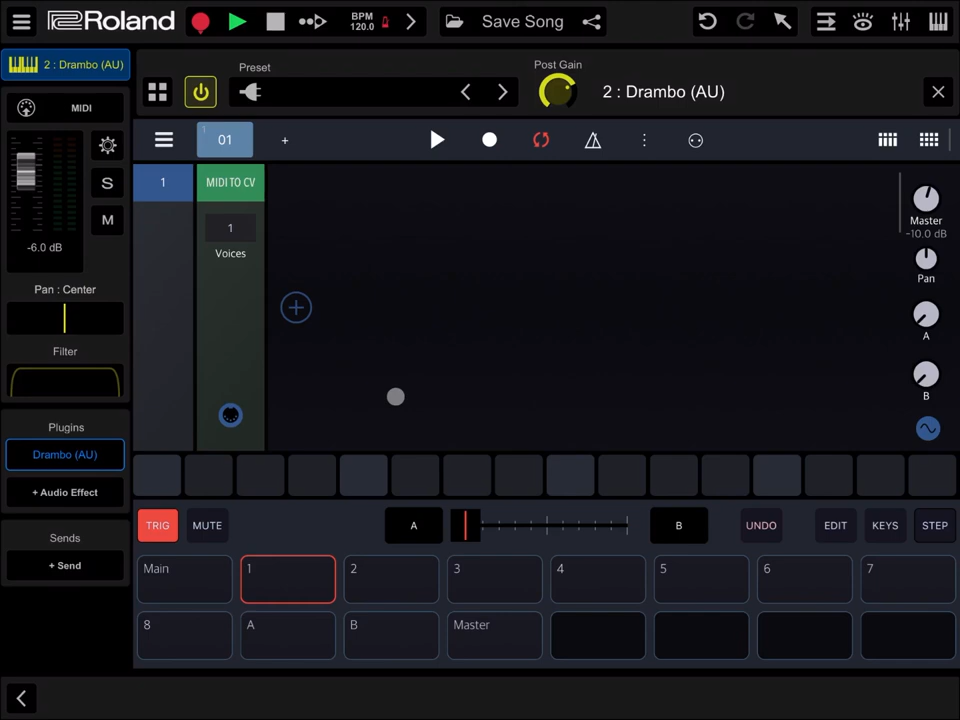 Roland
BPM
120.0
Save Song
2 : Drambo (AU)
Preset
Post Gain
2 : Drambo (AU)
MIDI
1
01
+
S
M
-6.0 dB
1
MIDI TO CV
1
Voices
Master
-10.0 dB
Pan
A
B
Pan : Center
Filter
Plugins
Drambo (AU)
+ Audio Effect
Sends
+ Send
TRIG
MUTE
A
B
UNDO
EDIT
KEYS
STEP
Main
1
2
3
4
5
6
7
8
A
B
Master